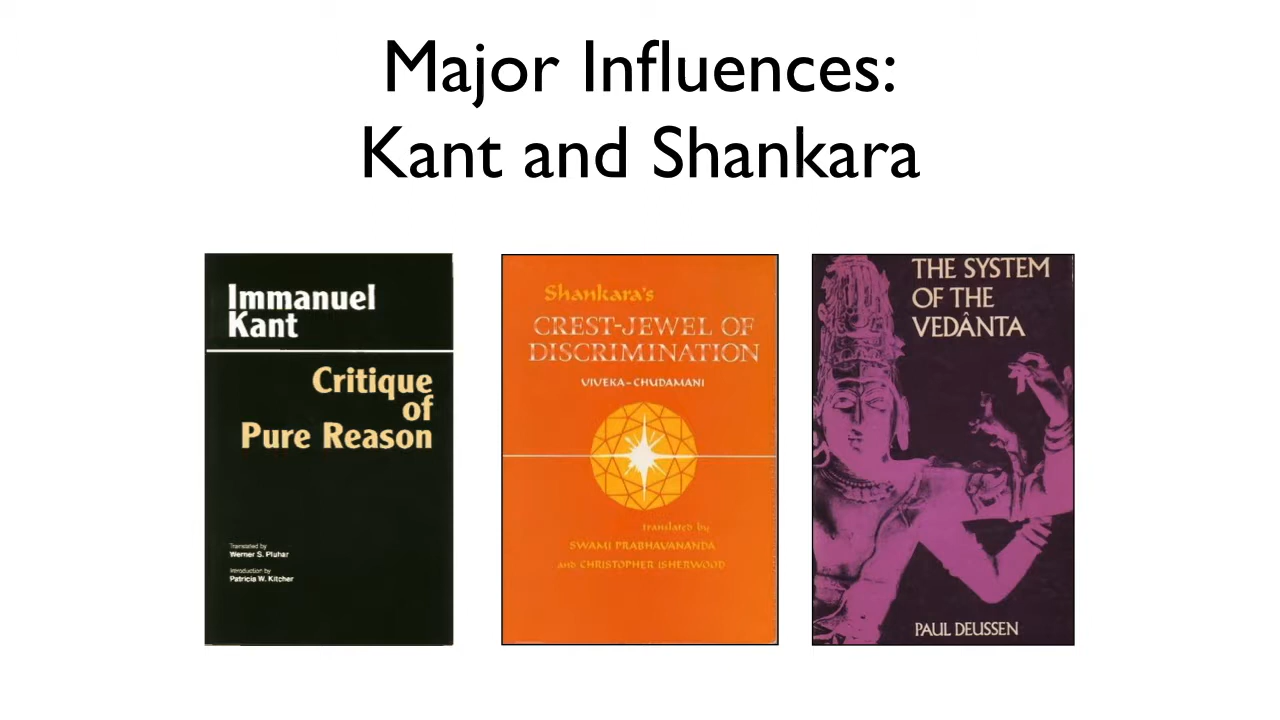 Major Influences:
Kant and Shankara
Immanuel
Kant
Critique
of
Pure Reason
Translated by
Werner S. Pluhar
Introduction by
Patricia W. Kitcher
Shankara's
CREST-JEWEL OF
DISCRIMINATION
VIVEKA-CHUDAMANI
translated by
SWAMI PRABHAVANANDA
and CHRISTOPHER ISHERWOOD
THE SYSTEM
OF THE
VEDÂNTA
PAUL DEUSSEN